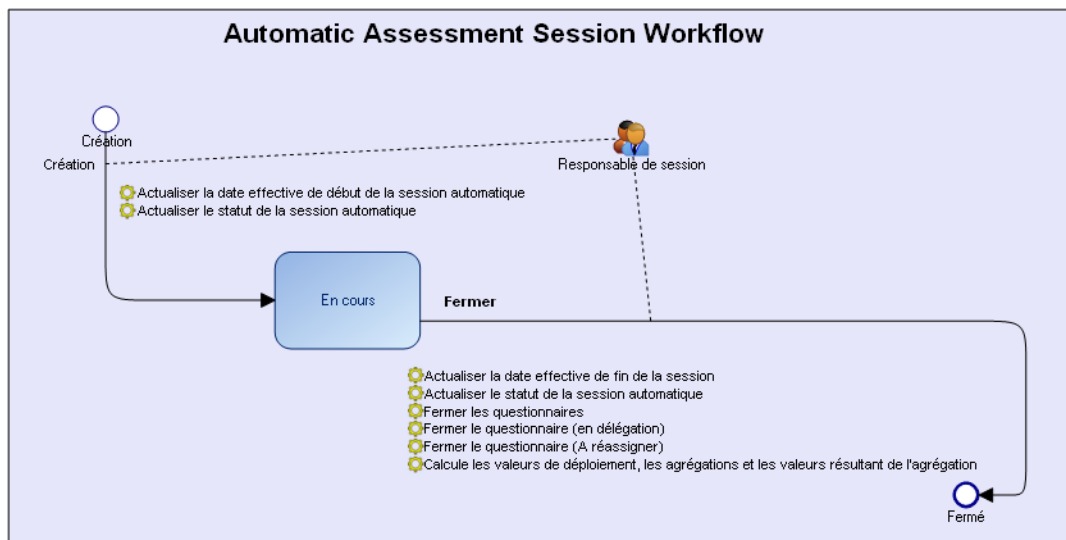 Automatic Assessment Session Workflow
Création
Création
Responsable de session
Actualiser la date effective de début de la session automatique
Actualiser le statut de la session automatique
En cours
Fermer
Actualiser la date effective de fin de la session
Actualiser le statut de la session automatique
Fermer les questionnaires
Fermer le questionnaire (en délégation)
Fermer le questionnaire (A réassigner)
Calcule les valeurs de déploiement, les agrégations et les valeurs résultant de l'agrégation
Fermé